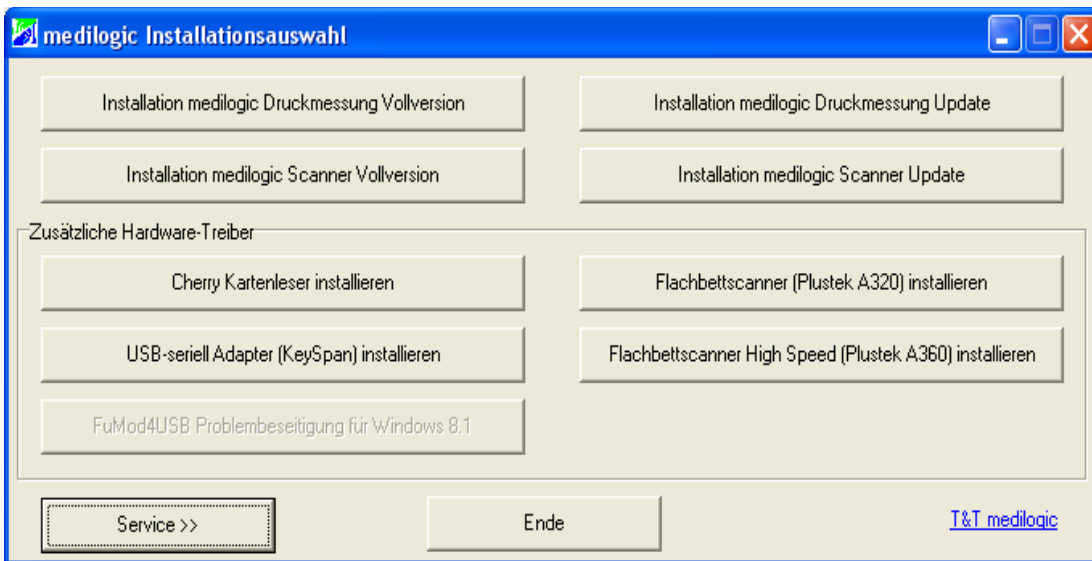 medilogic Installationsauswahl
Installation medilogic Druckmessung Vollversion
Installation medilogic Druckmessung Update
Installation medilogic Scanner Vollversion
Installation medilogic Scanner Update
Zusätzliche Hardware-Treiber
Cherry Kartenleser installieren
Flachbettscanner (Plustek A320) installieren
USB-seriell Adapter (KeySpan) installieren
Flachbettscanner High Speed (Plustek A360) installieren
FuMod4USB Problembeseitigung für Windows 8.1
Service >>
Ende
T&T medilogic